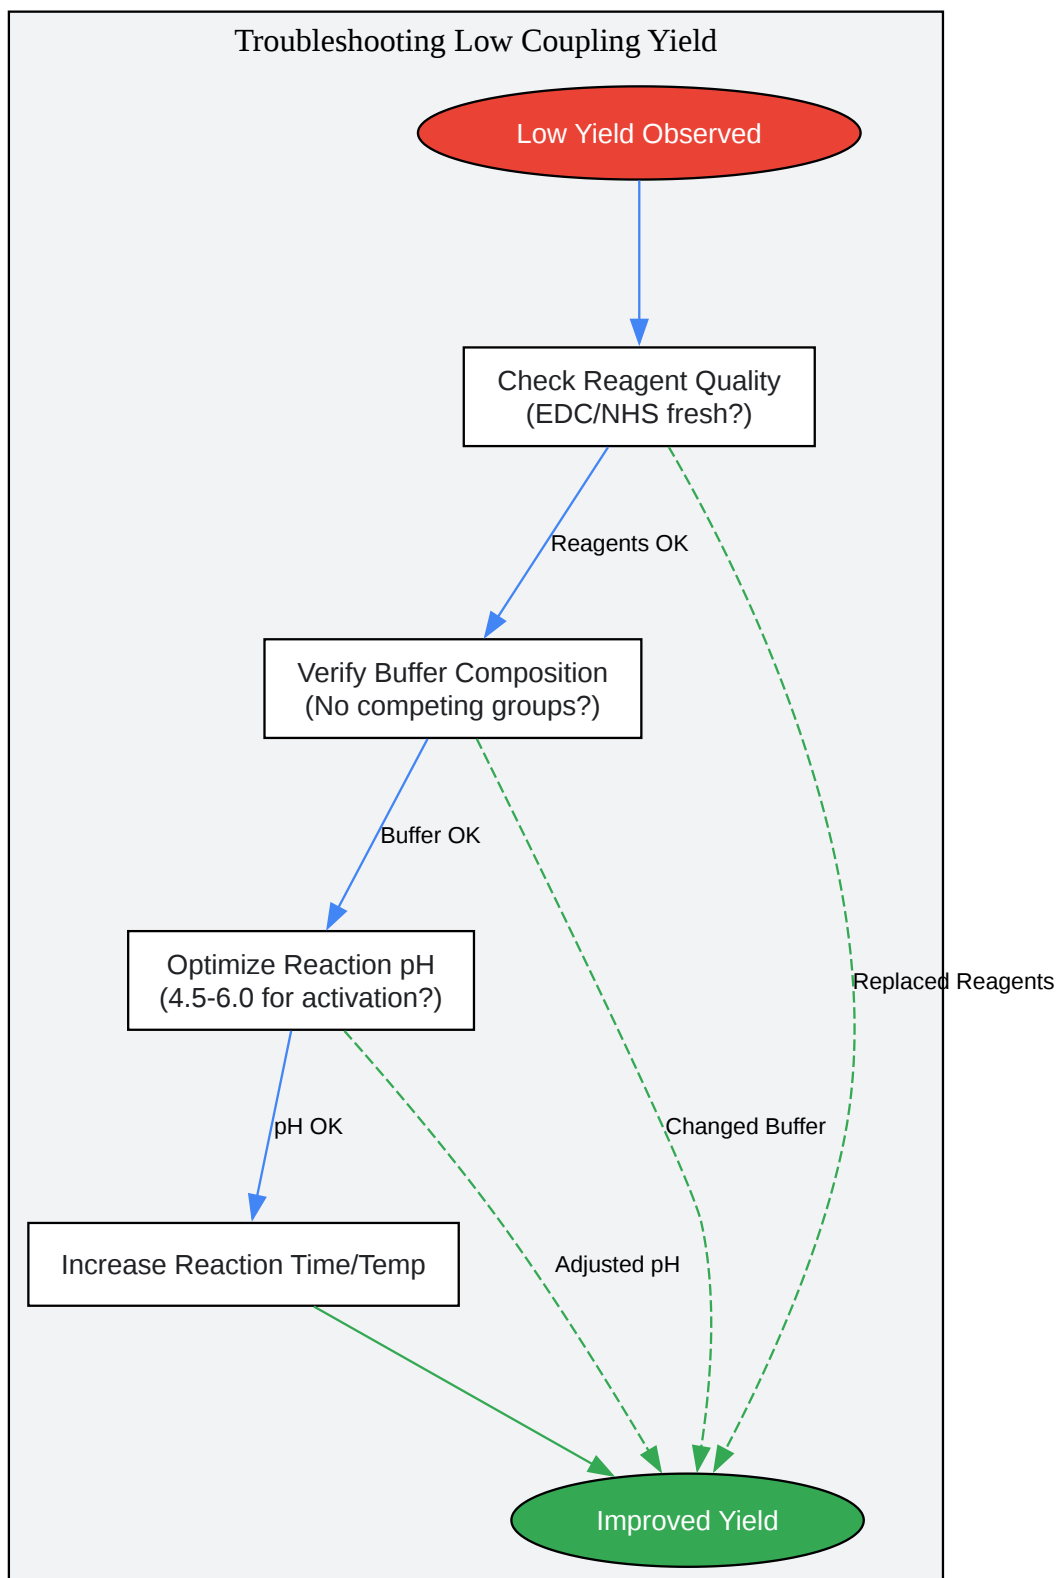 Troubleshooting Low Coupling Yield
Low Yield Observed
Check Reagent Quality
(EDC/NHS fresh?)
Reagents OK
Verify Buffer Composition
(No competing groups?)
Buffer OK
Optimize Reaction pH
(4.5-6.0 for activation?)
Replaced Reagents
pH OK
Changed Buffer
Increase Reaction Time/Temp
Adjusted pH
Improved Yield